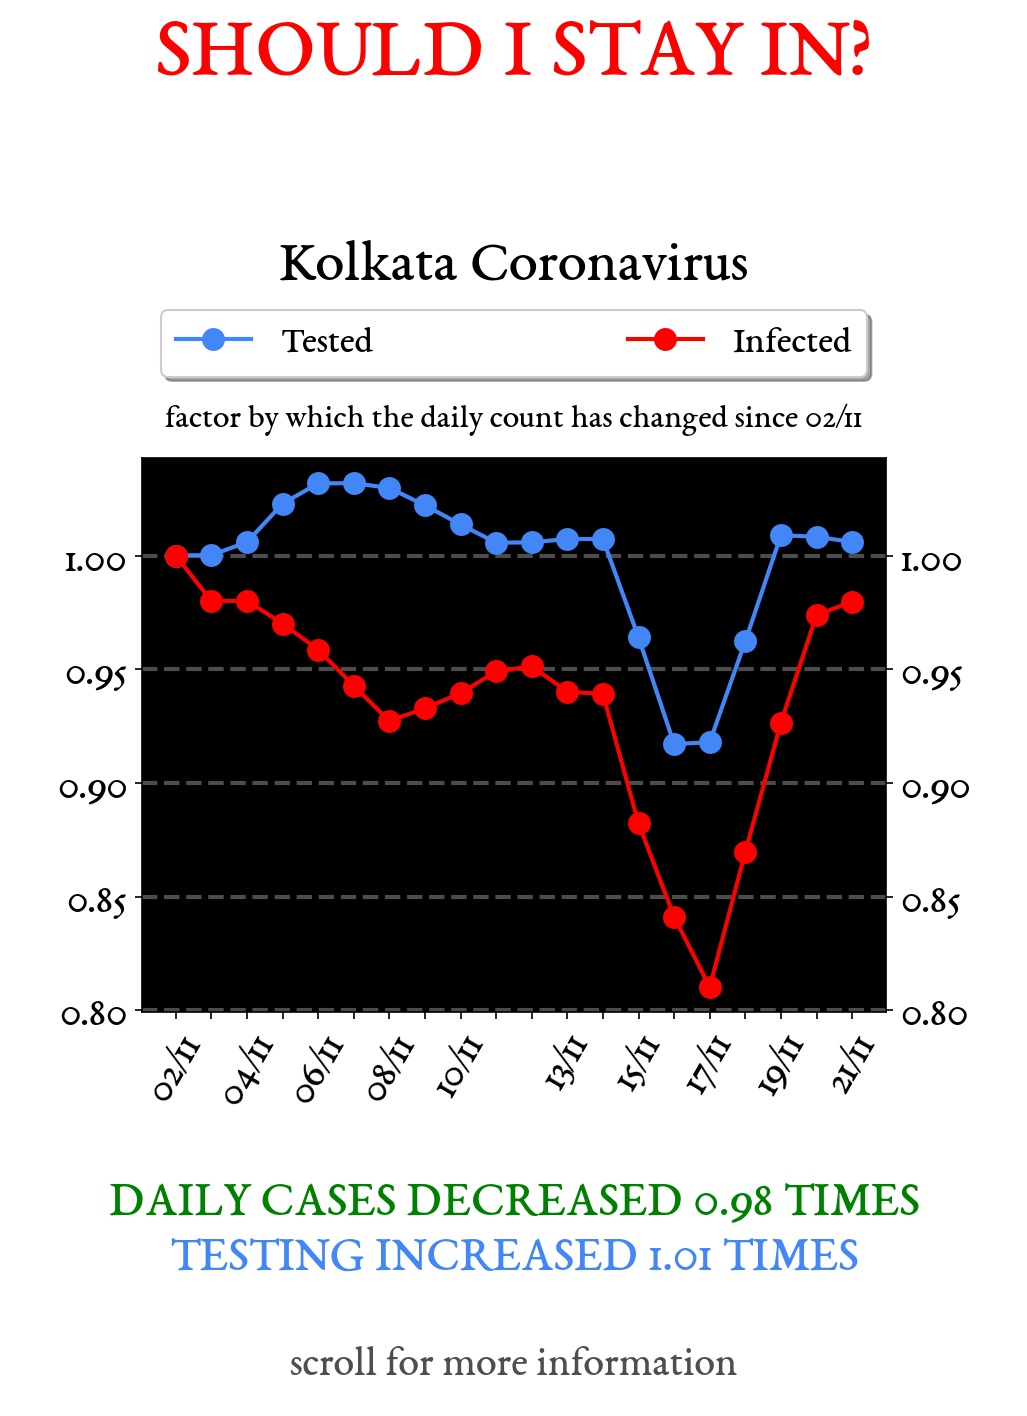 SHOULD I STAY IN?
Kolkata Coronavirus
Tested Infected
factor by which the daily count has changed since 02/11
1.00 1.00
0.95 0.95
0.90 0.90
0.85 0.85
0.80 0.80
02/11 04/11 06/11 08/11 10/11 13/11 15/11 17/11 19/11 21/11
DAILY CASES DECREASED 0.98 TIMES
TESTING INCREASED 1.01 TIMES
scroll for more information